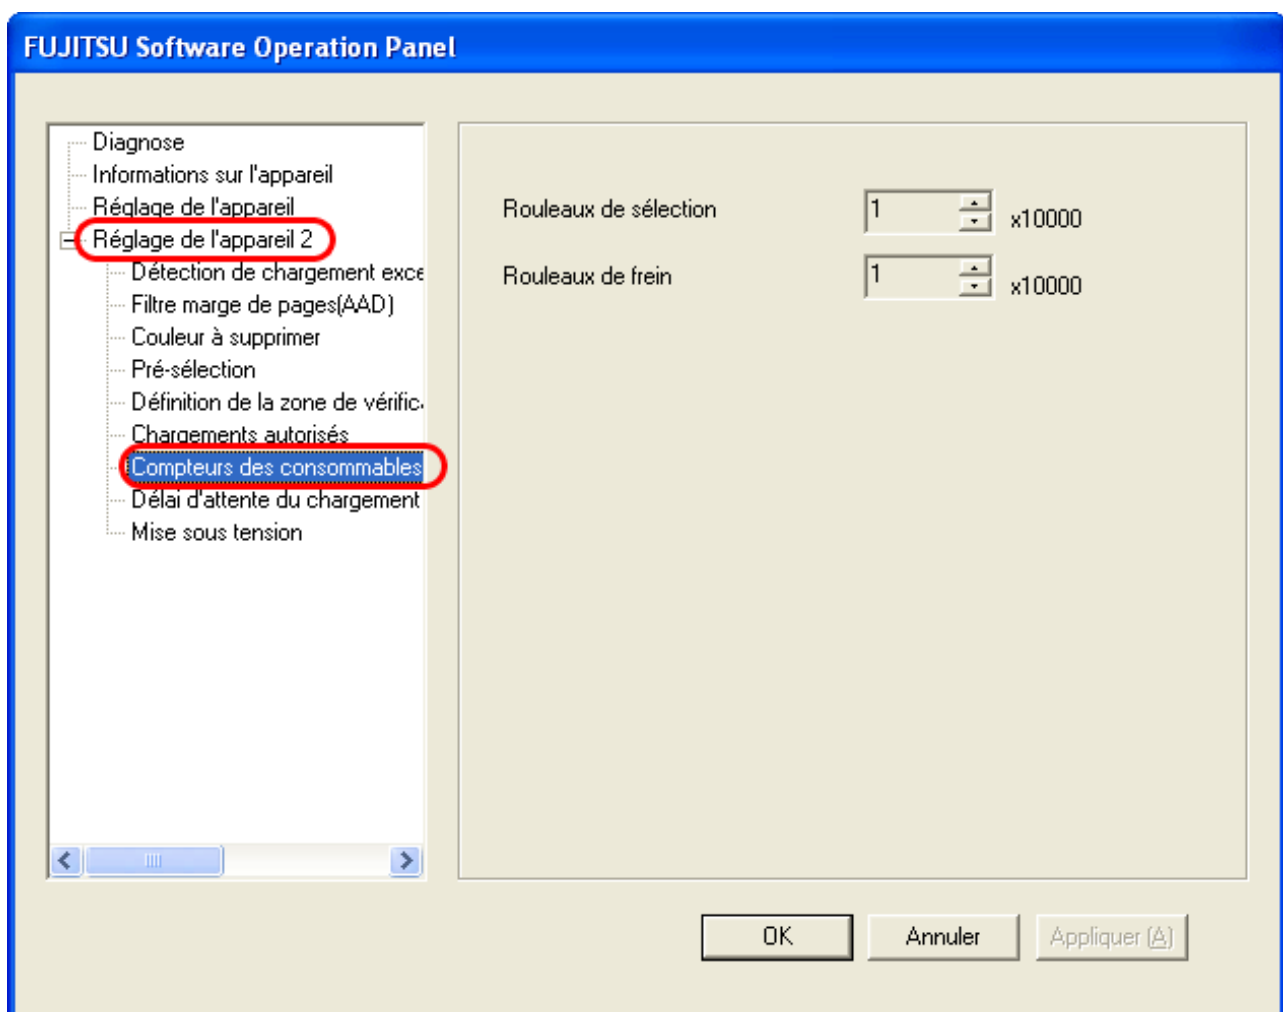 FUJITSU Software Operation Panel
Diagnose
Informations sur l'appareil
Réglage de l'appareil
Réglage de l'appareil 2
Détection de chargement exce
Filtre marge de pages(AAD)
Couleur à supprimer
Pré-sélection
Définition de la zone de vérific
Chargements autorisés
Compteurs des consommables
Délai d'attente du chargement
Mise sous tension
Rouleaux de sélection 1 x10000
Rouleaux de frein 1 x10000
OK Annuler Appliquer (A)